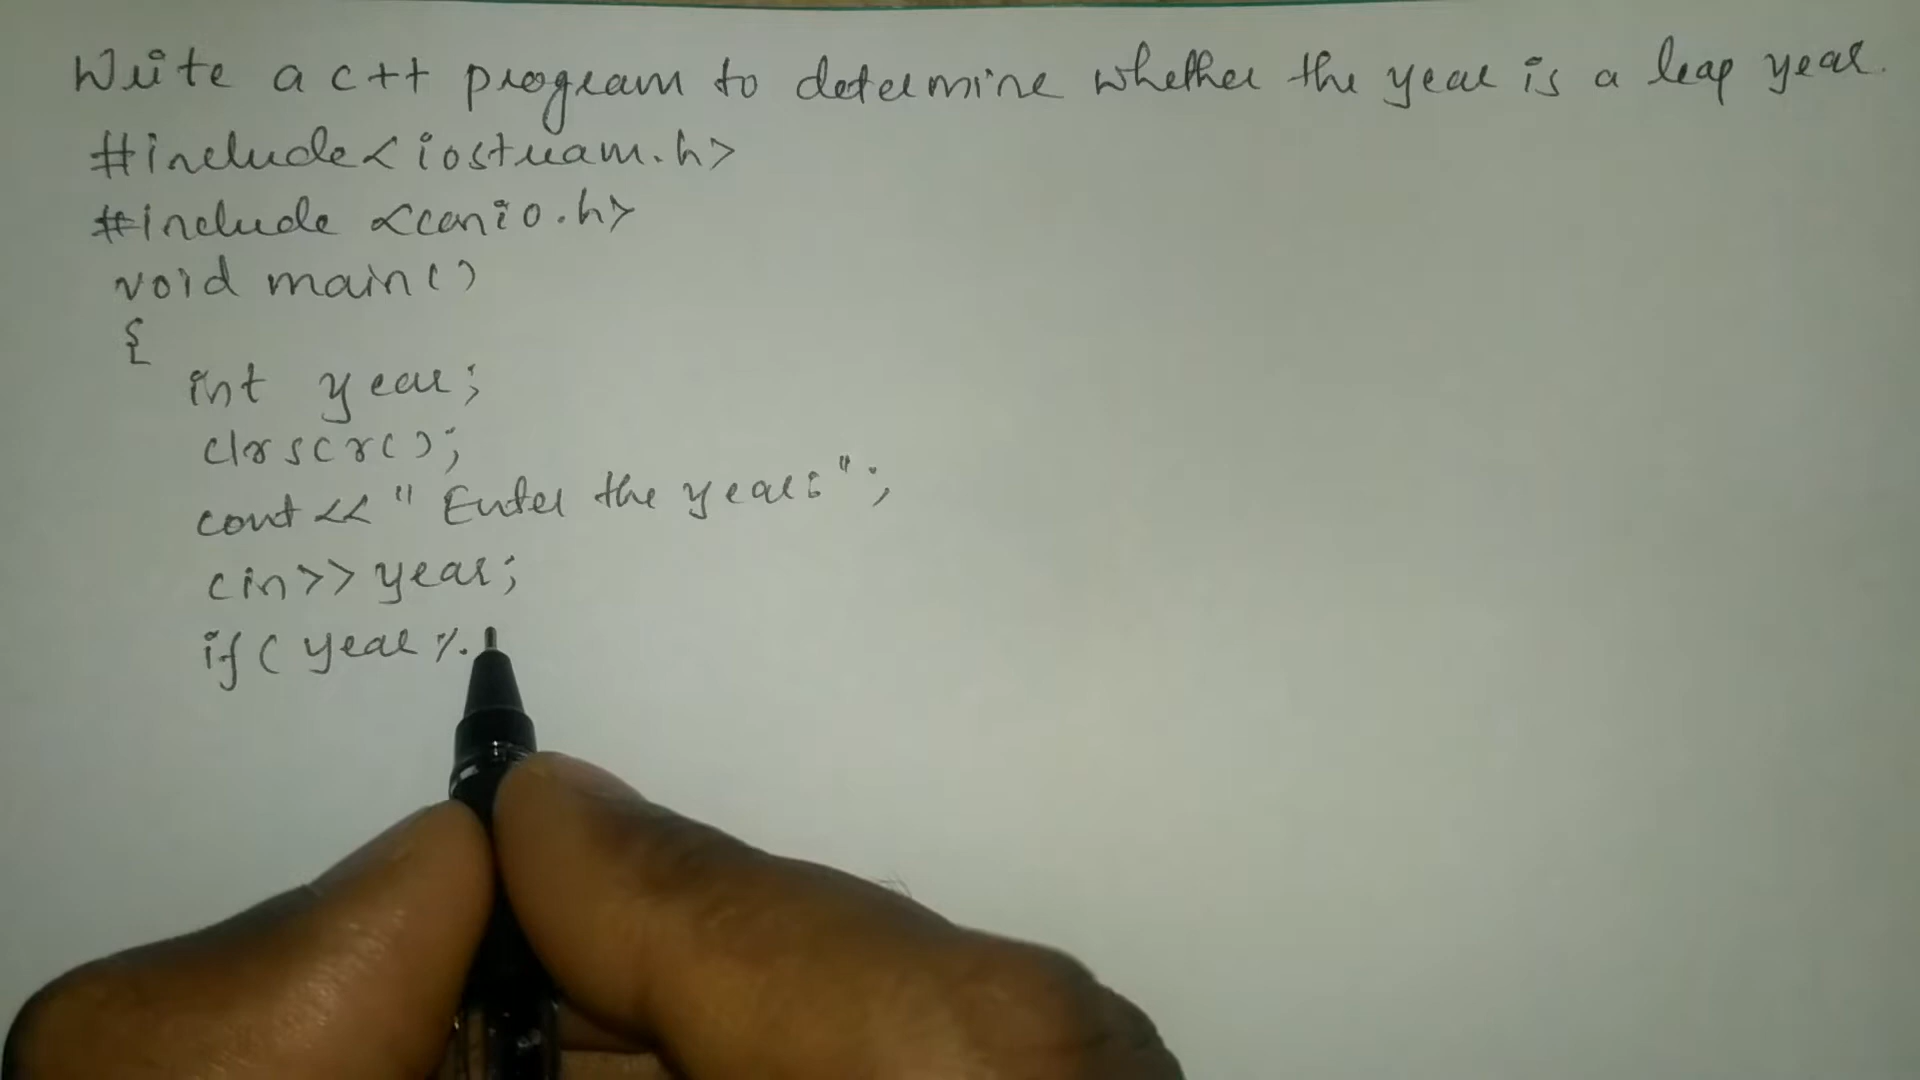 Write a c++ program to determine whether the year is a leap year.
#include<iostream.h>
#include <conio.h>
void main()
{
int year;
clrscr();
cout<<" Enter the year:";
cin>>year;
if( year %